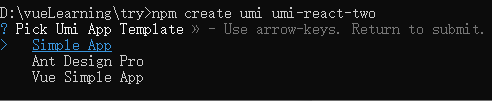 D:\vueLearning\try>npm create umi umi-react-two
? Pick Umi App Template » - Use arrow-keys. Return to submit.
> Simple App
Ant Design Pro
Vue Simple App